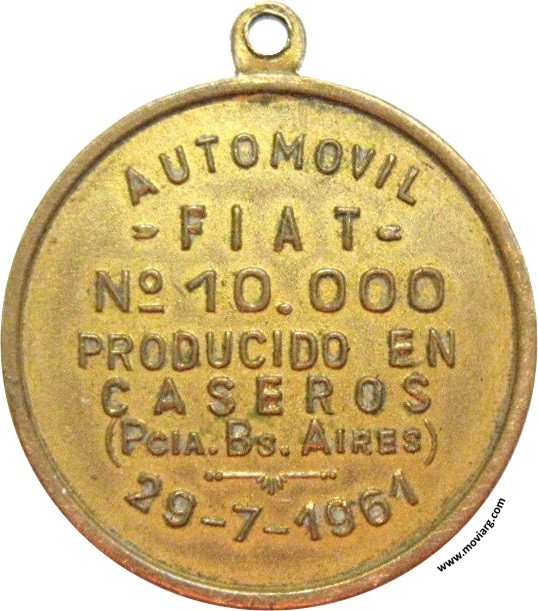 AUTOMOVIL
-FIAT-
Nº 10.000
PRODUCIDO EN
CASEROS
(PCIA. BS. AIRES)
29-7-1961
www.moviarg.com